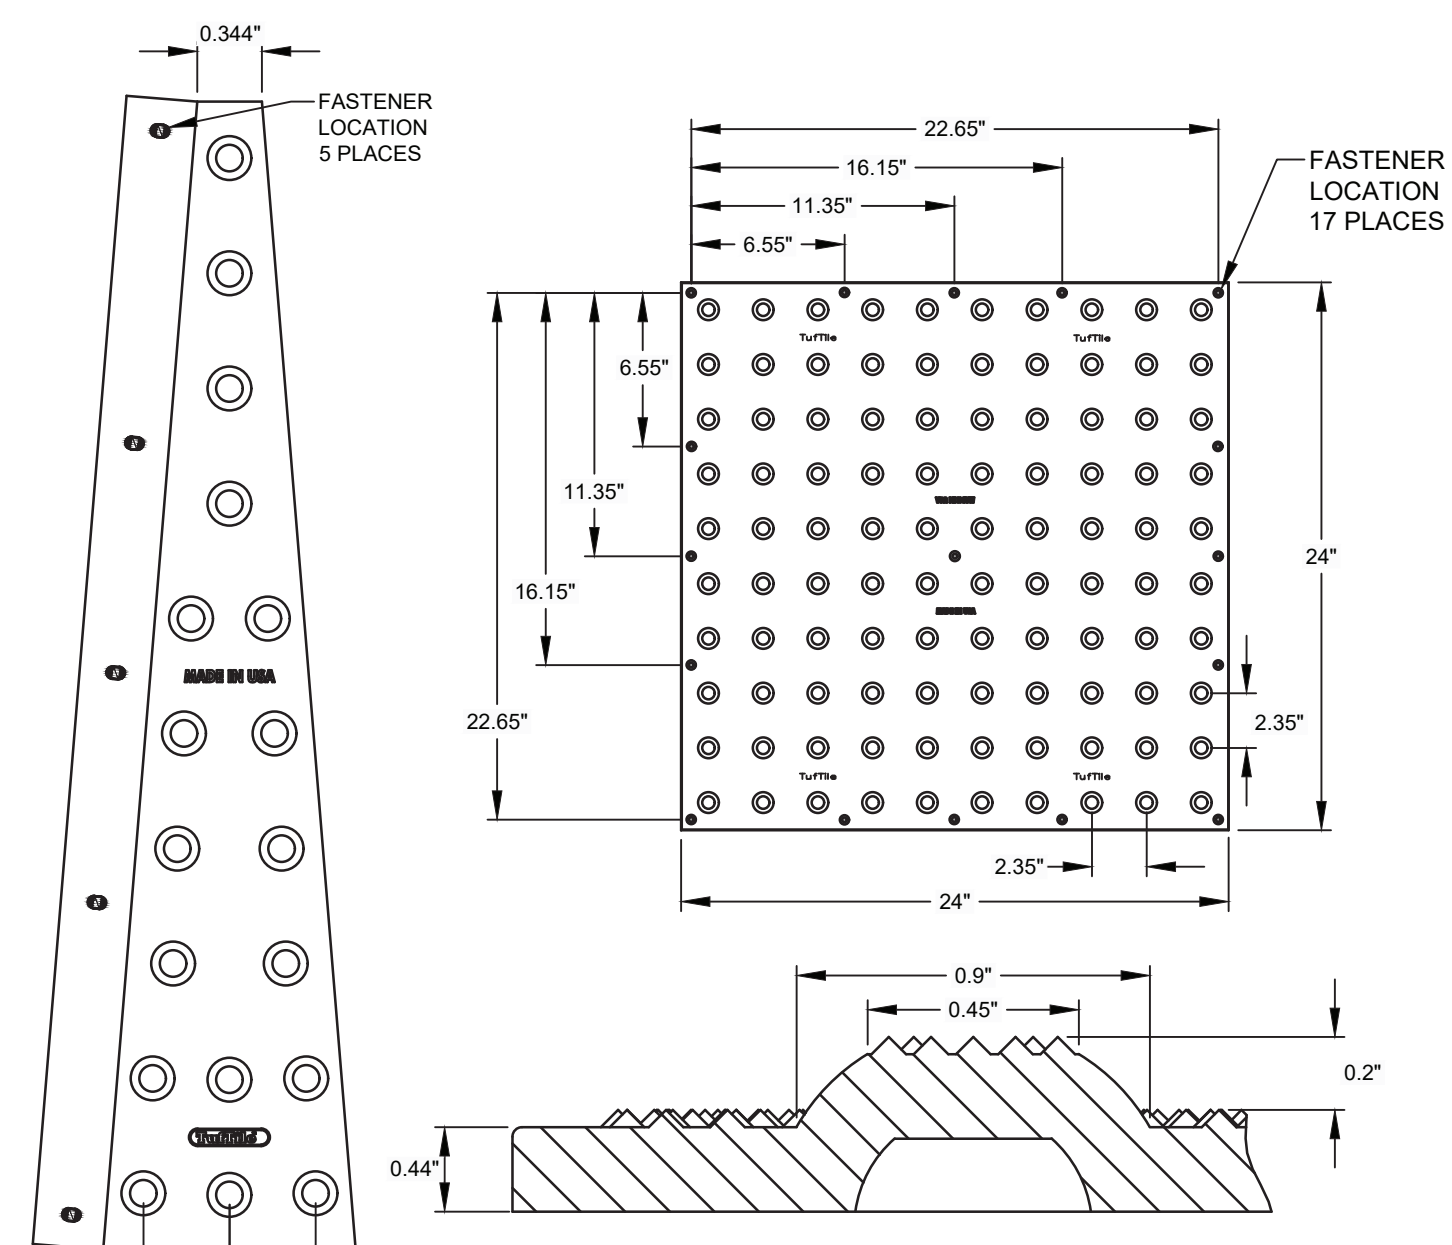 0.344"
FASTENER
LOCATION
5 PLACES
MADE IN USA
TufTile
22.65"
16.15"
11.35"
6.55"
FASTENER
LOCATION
17 PLACES
TufTile
TufTile
6.55"
11.35"
16.15"
22.65"
24"
2.35"
TufTile
TufTile
2.35"
24"
0.9"
0.45"
0.2"
0.44"